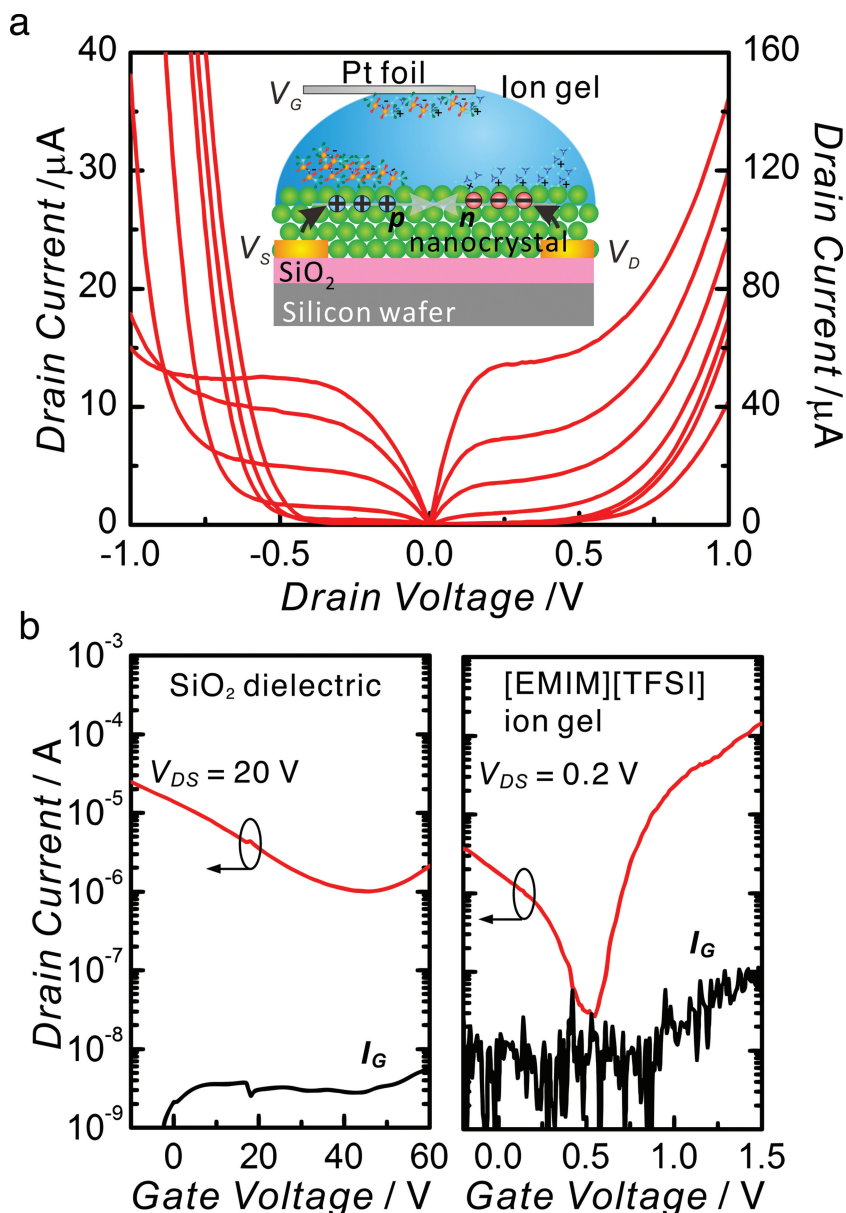 a
40
30
20
10
0
Drain Current /μA
160
120
80
40
0
Drain Current /μA
Pt foil
Ion gel
V_G
p
n
nanocrystal
V_S
V_D
SiO₂
Silicon wafer
-1.0 -0.5 0.0 0.5 1.0
Drain Voltage /V
b
10⁻³
10⁻⁴
10⁻⁵
10⁻⁶
10⁻⁷
10⁻⁸
10⁻⁹
Drain Current / A
SiO₂ dielectric
V_DS = 20 V
I_G
0 20 40 60
Gate Voltage / V
[EMIM][TFSI]
ion gel
V_DS = 0.2 V
I_G
0.0 0.5 1.0 1.5
Gate Voltage / V